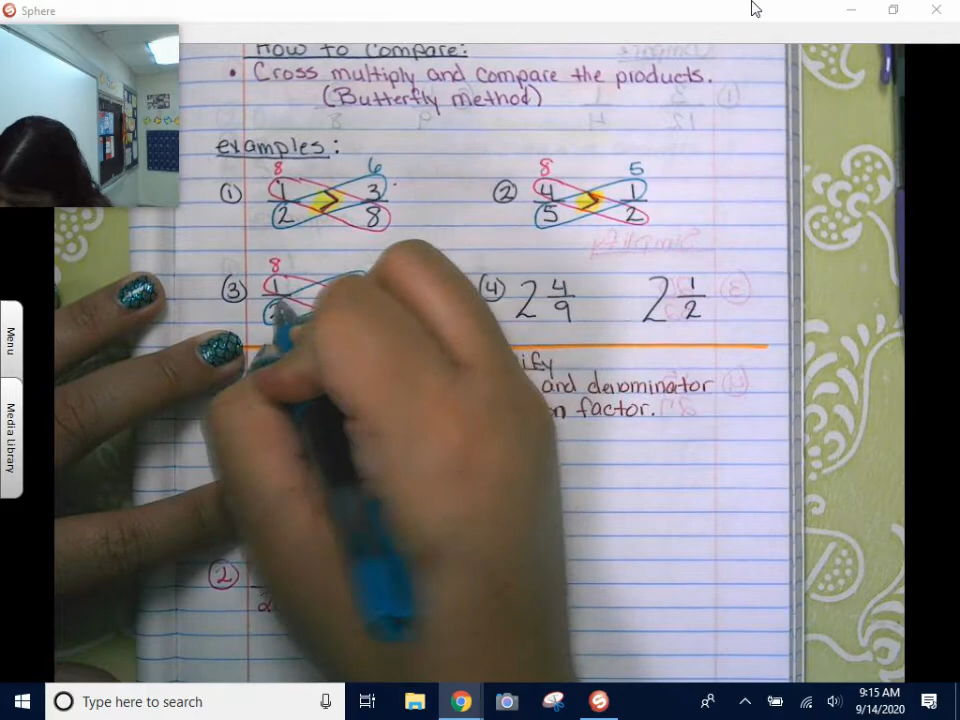 Sphere
How to Compare:
• Cross multiply and compare the products.
(Butterfly method)
examples:
8 6
① 1/2 > 3/8
8 5
② 4/5 > 1/2
8
③ 1
④ 2 4/9 2 1/2
ify
and denominator
factor.
②
Menu
Media Library
Type here to search
9:15 AM
9/14/2020